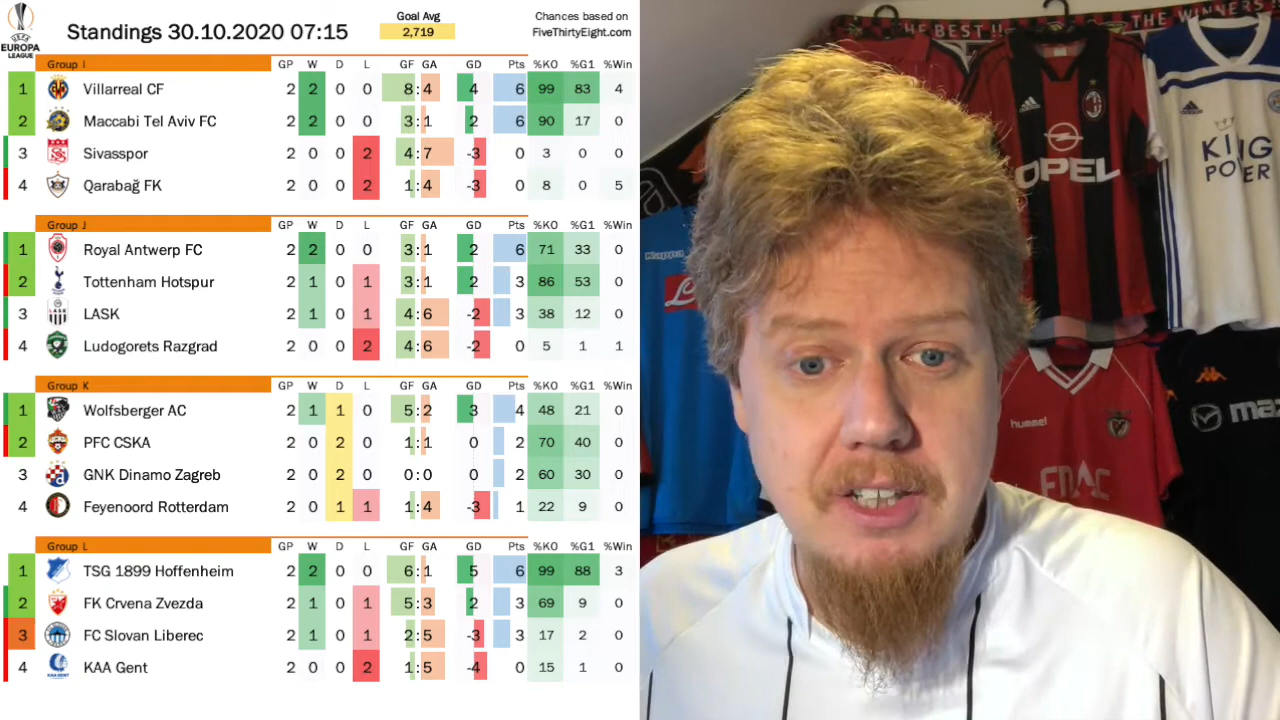 UEFA
EUROPA
LEAGUE
Standings 30.10.2020 07:15
Goal Avg
2,719
Chances based on
FiveThirtyEight.com
Group I GP W D L GF GA GD Pts %KO %G1 %Win
1 Villarreal CF 2 2 0 0 8:4 4 6 99 83 4
2 Maccabi Tel Aviv FC 2 2 0 0 3:1 2 6 90 17 0
3 Sivasspor 2 0 0 2 4:7 -3 0 3 0 0
4 Qarabağ FK 2 0 0 2 1:4 -3 0 8 0 5
Group J GP W D L GF GA GD Pts %KO %G1 %Win
1 Royal Antwerp FC 2 2 0 0 3:1 2 6 71 33 0
2 Tottenham Hotspur 2 1 0 1 3:1 2 3 86 53 0
3 LASK 2 1 0 1 4:6 -2 3 38 12 0
4 Ludogorets Razgrad 2 0 0 2 4:6 -2 0 5 1 1
Group K GP W D L GF GA GD Pts %KO %G1 %Win
1 Wolfsberger AC 2 1 1 0 5:2 3 4 48 21 0
2 PFC CSKA 2 0 2 0 1:1 0 2 70 40 0
3 GNK Dinamo Zagreb 2 0 2 0 0:0 0 2 60 30 0
4 Feyenoord Rotterdam 2 0 1 1 1:4 -3 1 22 9 0
Group L GP W D L GF GA GD Pts %KO %G1 %Win
1 TSG 1899 Hoffenheim 2 2 0 0 6:1 5 6 99 88 3
2 FK Crvena Zvezda 2 1 0 1 5:3 2 3 69 9 0
3 FC Slovan Liberec 2 1 0 1 2:5 -3 3 17 2 0
4 KAA Gent 2 0 0 2 1:5 -4 0 15 1 0
THE BEST !!
THE WINNERS
adidas
OPEL
KING
POWER
Kappa
hummel